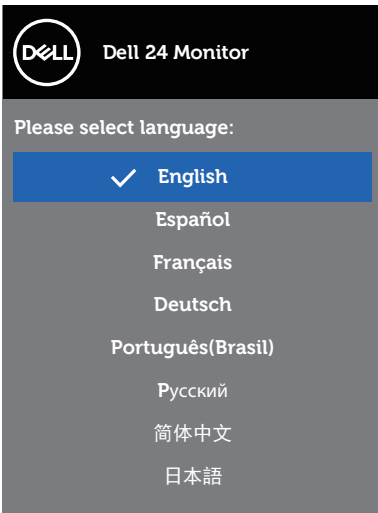 DELL
Dell 24 Monitor
Please select language:
English
Español
Français
Deutsch
Português(Brasil)
Русский
简体中文
日本語